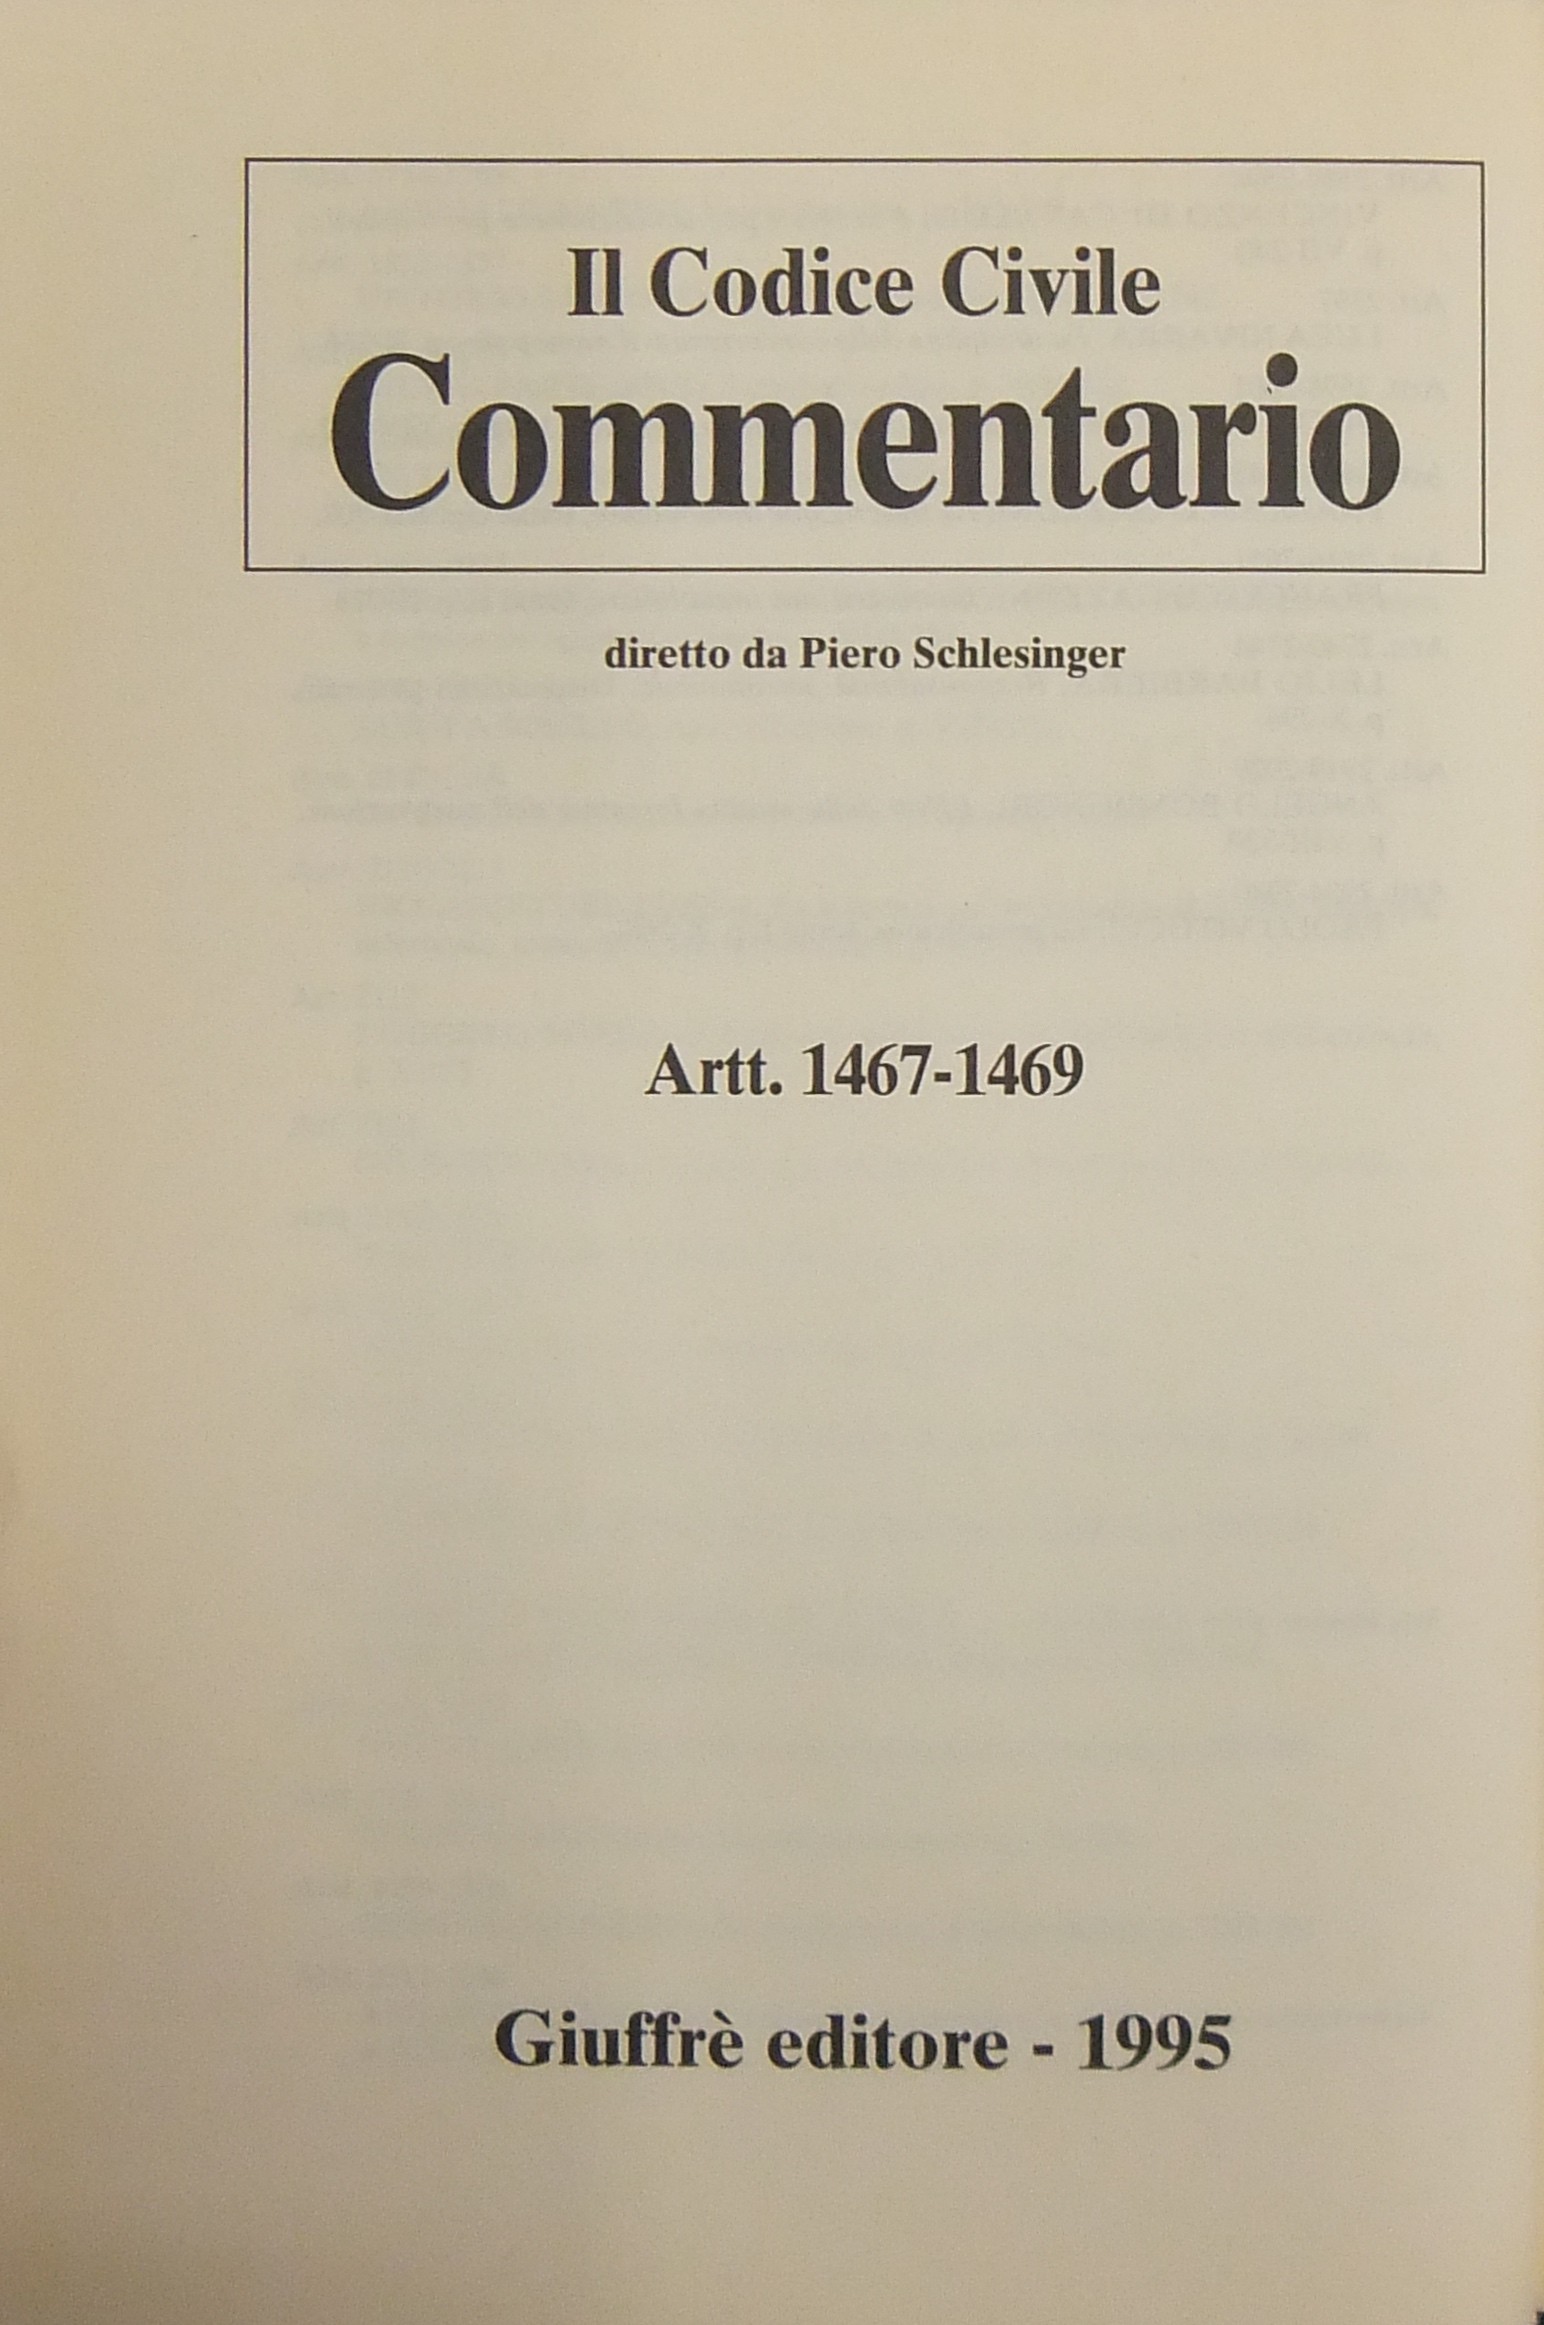 Il Codice Civile
Commentario
diretto da Piero Schlesinger
Artt. 1467-1469
Giuffrè editore - 1995